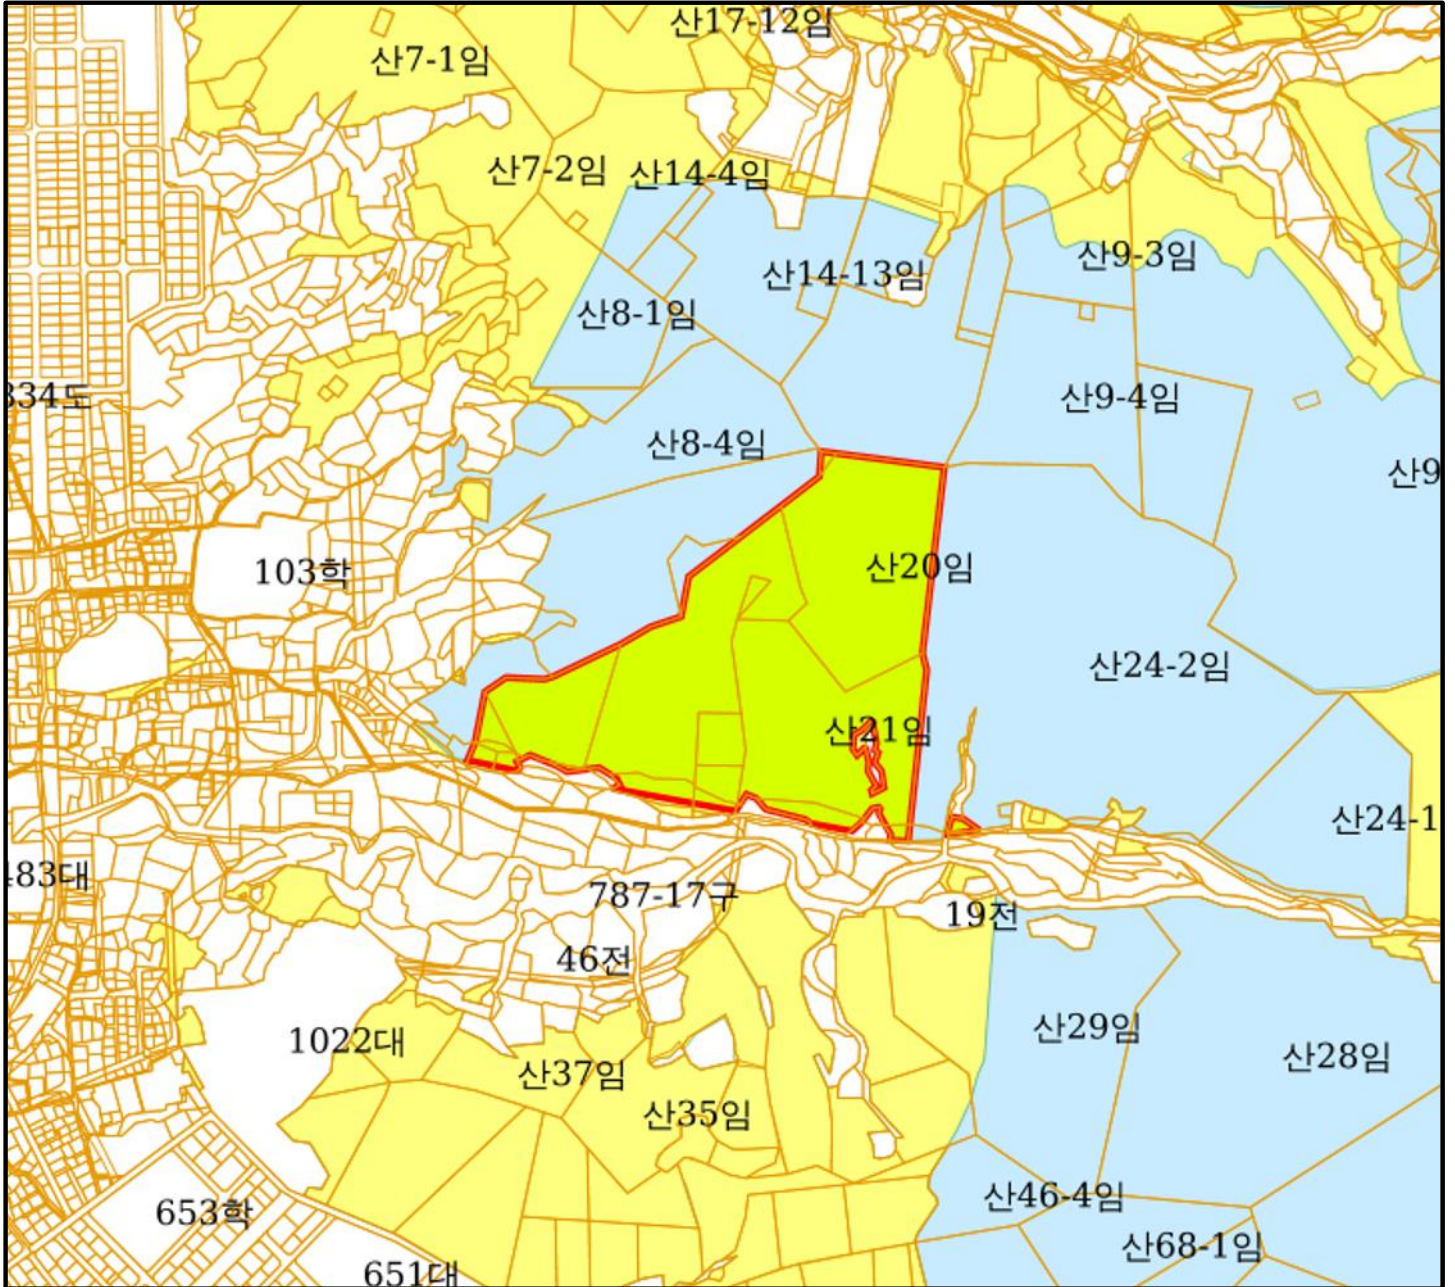 산17-12임
산7-1임
산7-2임
산14-4임
산9-3임
산14-13임
산8-1임
334도
산9-4임
산8-4임
산9
103학
산20임
산24-2임
산21임
산24-1
483대
787-17구
19전
46전
산29임
1022대
산28임
산37임
산35임
산46-4임
653학
산68-1임
651대